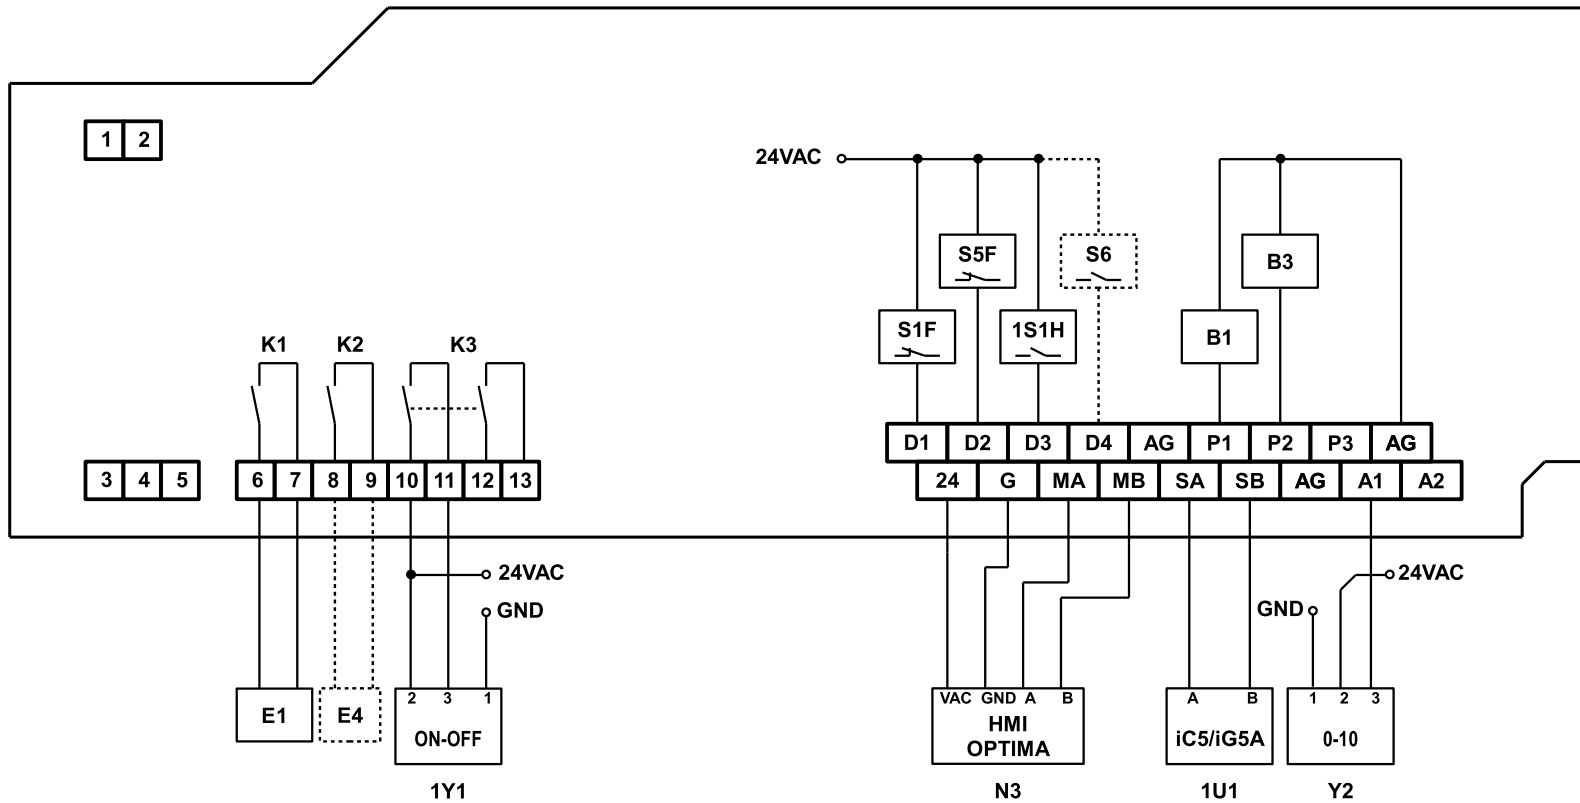 1 2
24VAC
S5F
S6
B3
S1F
1S1H
B1
K1 K2 K3
D1 D2 D3 D4 AG P1 P2 P3 AG
3 4 5 6 7 8 9 10 11 12 13
24 G MA MB SA SB AG A1 A2
24VAC
GND
24VAC
GND
E1
E4
2 3 1
ON-OFF
1Y1
VAC GND A B
HMI
OPTIMA
N3
A B
iC5/iG5A
1U1
1 2 3
0-10
Y2